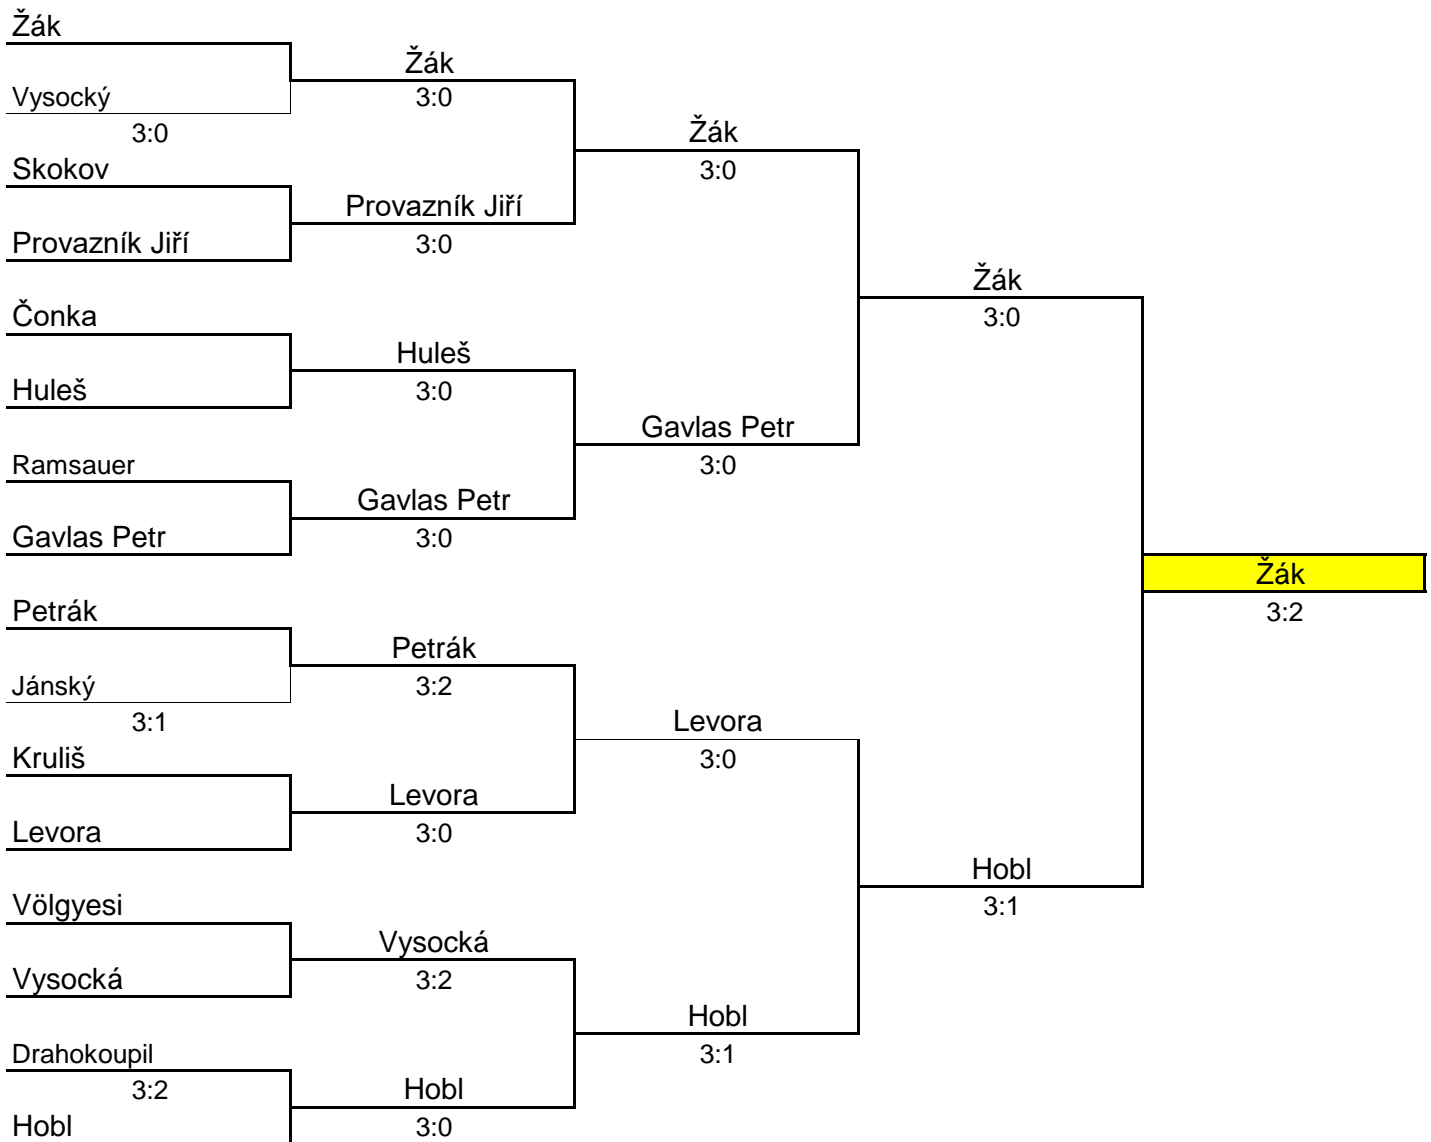 Žák
Žák
Vysocký
3:0
3:0
Žák
Skokov
3:0
Provazník Jiří
Provazník Jiří
3:0
Žák
Čonka
3:0
Huleš
Huleš
3:0
Gavlas Petr
Ramsauer
3:0
Gavlas Petr
Gavlas Petr
3:0
Žák
Petrák
3:2
Petrák
Jánský
3:2
3:1
Levora
Kruliš
3:0
Levora
Levora
3:0
Hobl
Völgyesi
3:1
Vysocká
Vysocká
3:2
Hobl
Drahokoupil
3:1
3:2
Hobl
Hobl
3:0